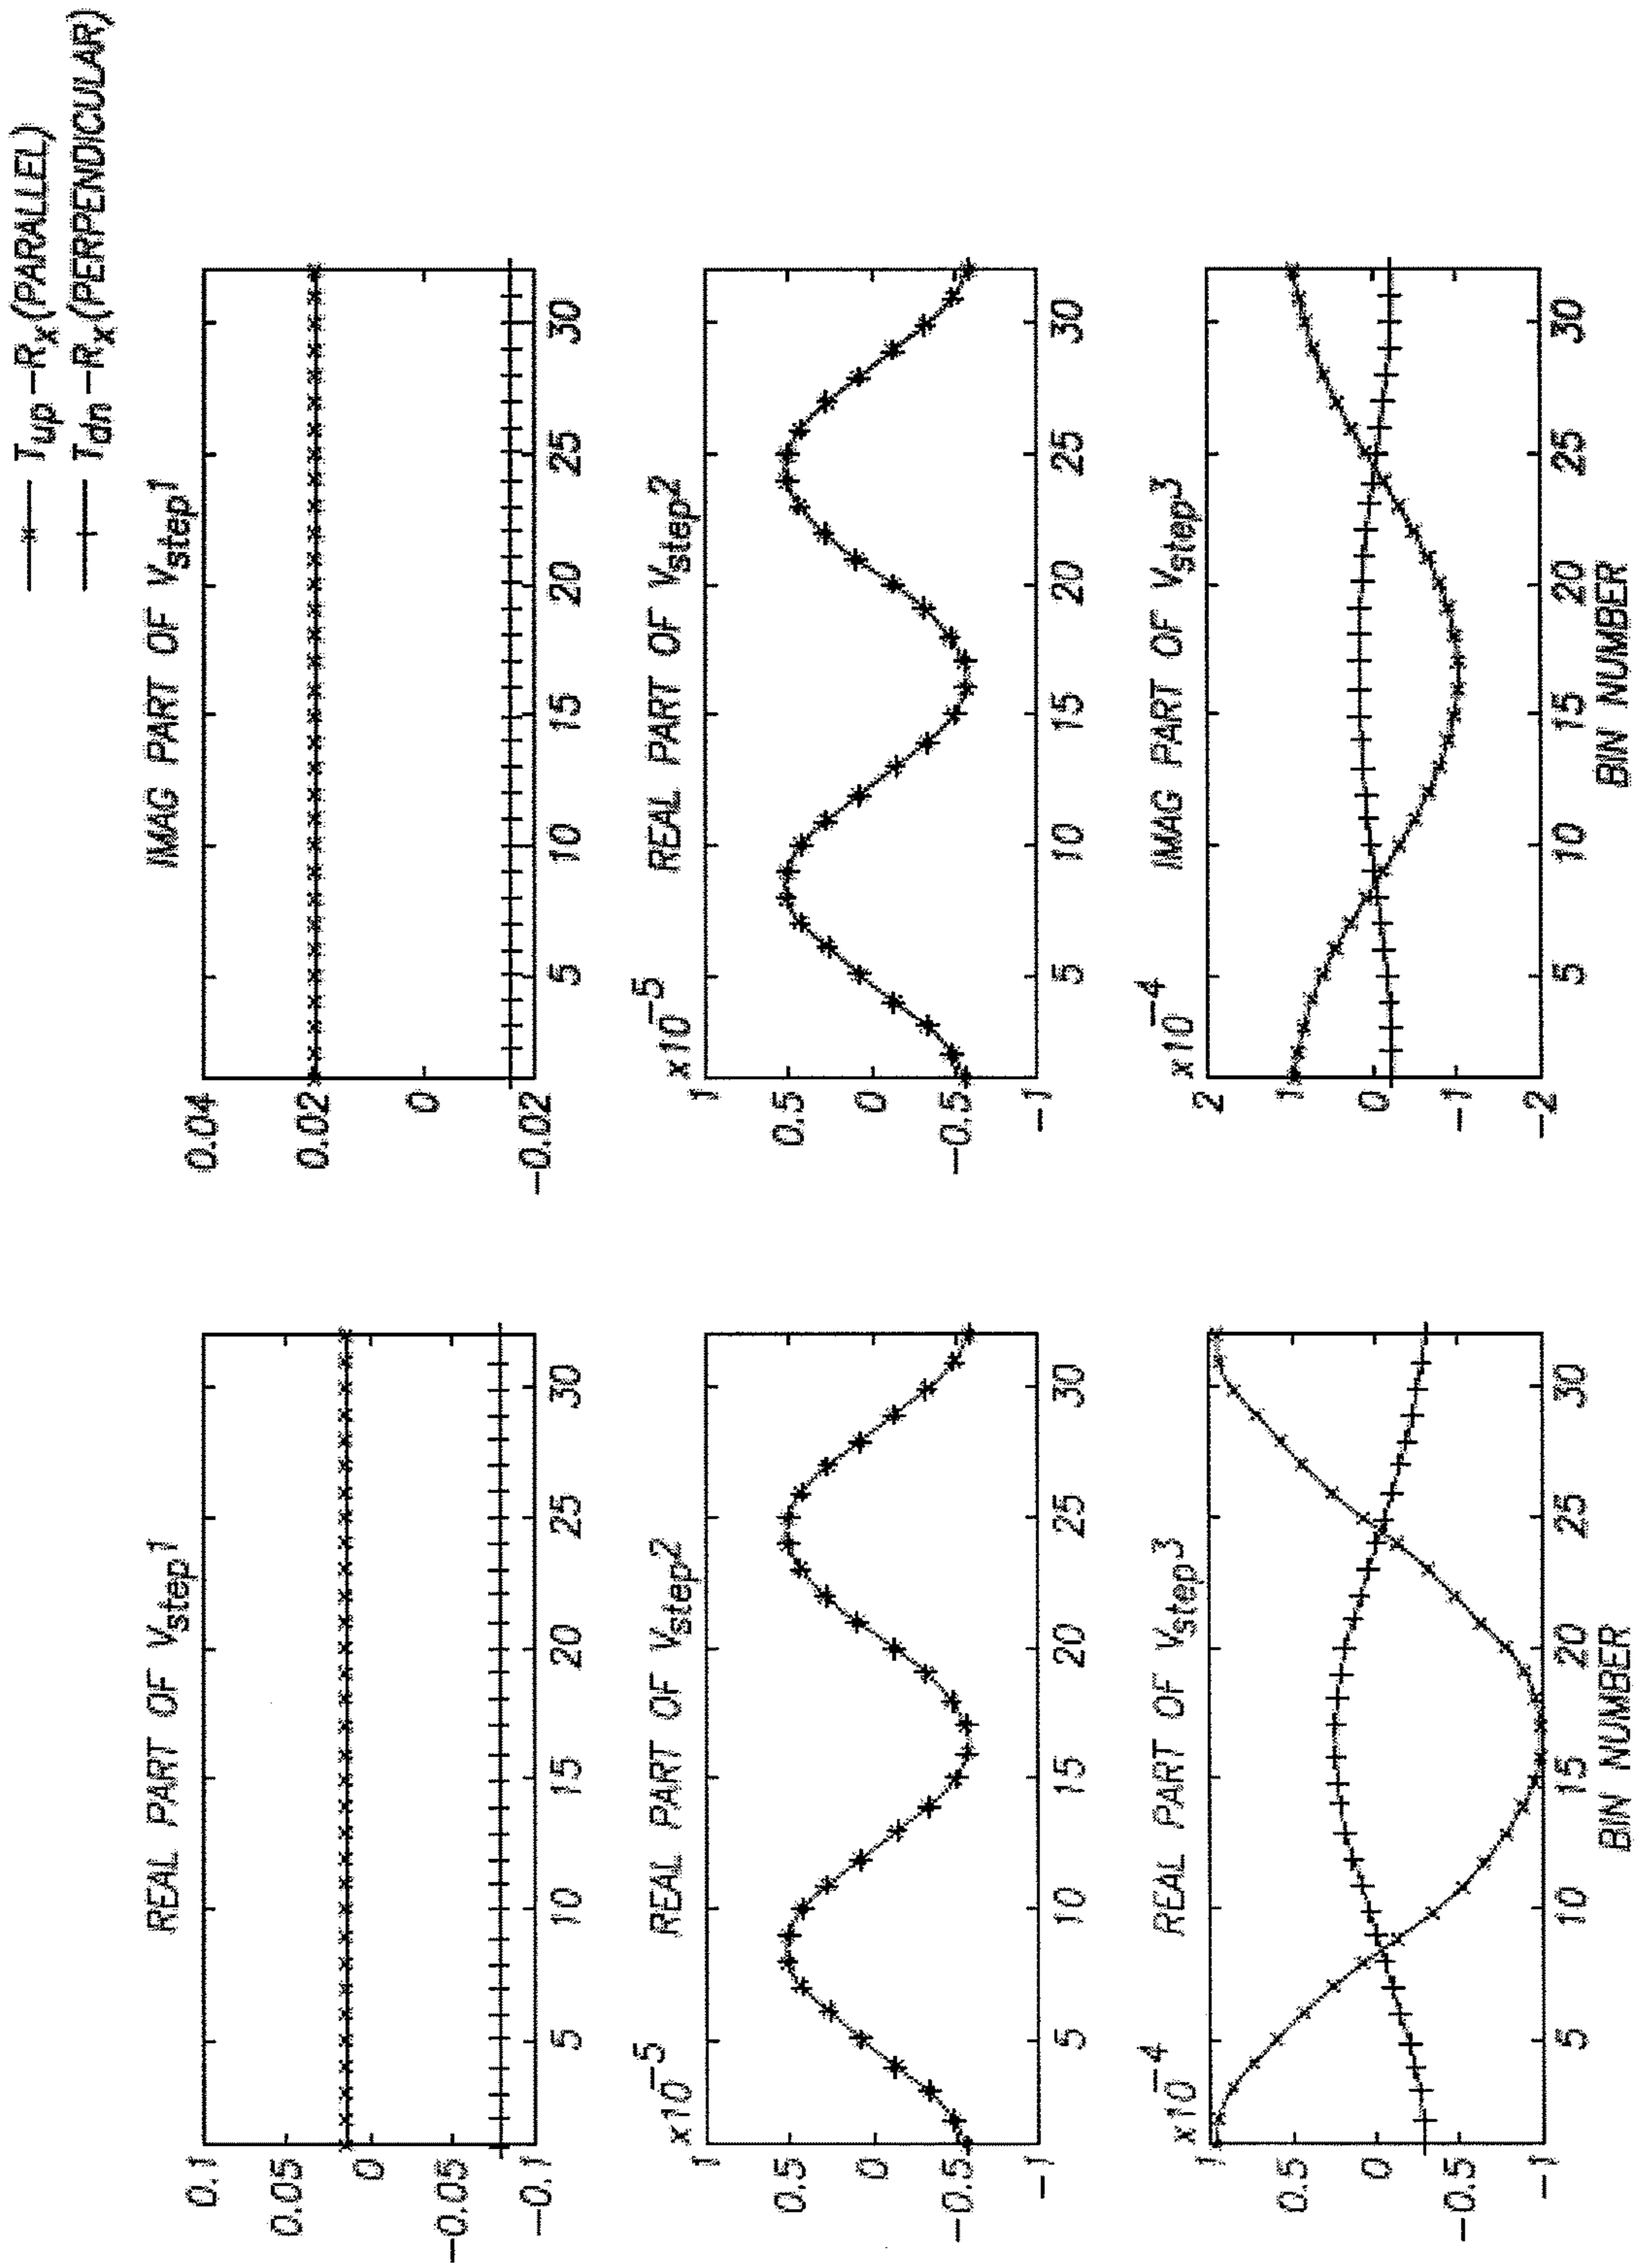 T_up-R_x(PARALLEL)
T_dn-R_x(PERPENDICULAR)
REAL PART OF V_step1
0.1
0.05
0
-0.05
-0.1
5 10 15 20 25 30
IMAG PART OF V_step1
0.04
0.02
0
-0.02
5 10 15 20 25 30
REAL PART OF V_step2
x10^-5
1
0.5
0
-0.5
-1
5 10 15 20 25 30
REAL PART OF V_step2
x10^-5
1
0.5
0
-0.5
-1
5 10 15 20 25 30
REAL PART OF V_step3
x10^-4
1
0.5
0
-0.5
-1
5 10 15 20 25 30
BIN NUMBER
IMAG PART OF V_step3
x10^-4
2
1
0
-1
-2
5 10 15 20 25 30
BIN NUMBER